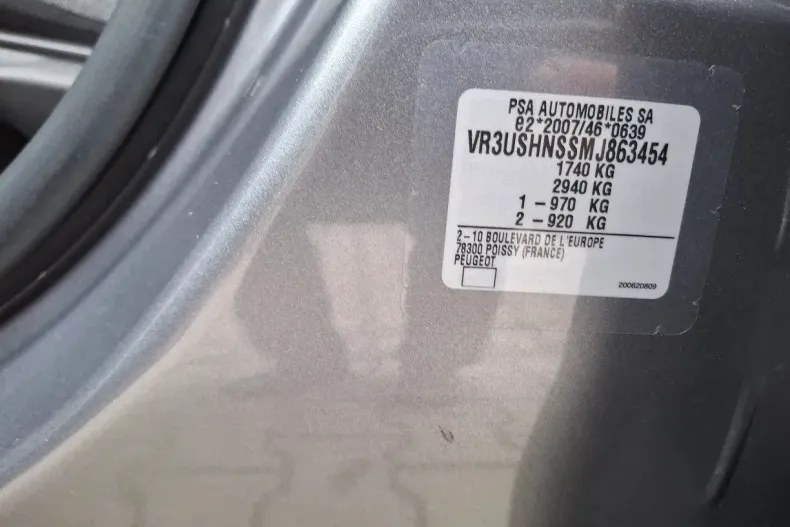 PSA AUTOMOBILES SA
e2*2007/46*0639
VR3USHNSSMJ863454
1740 KG
2940 KG
1 - 970 KG
2 - 920 KG
2-10 BOULEVARD DE L'EUROPE
78300 POISSY (FRANCE)
PEUGEOT
200620809